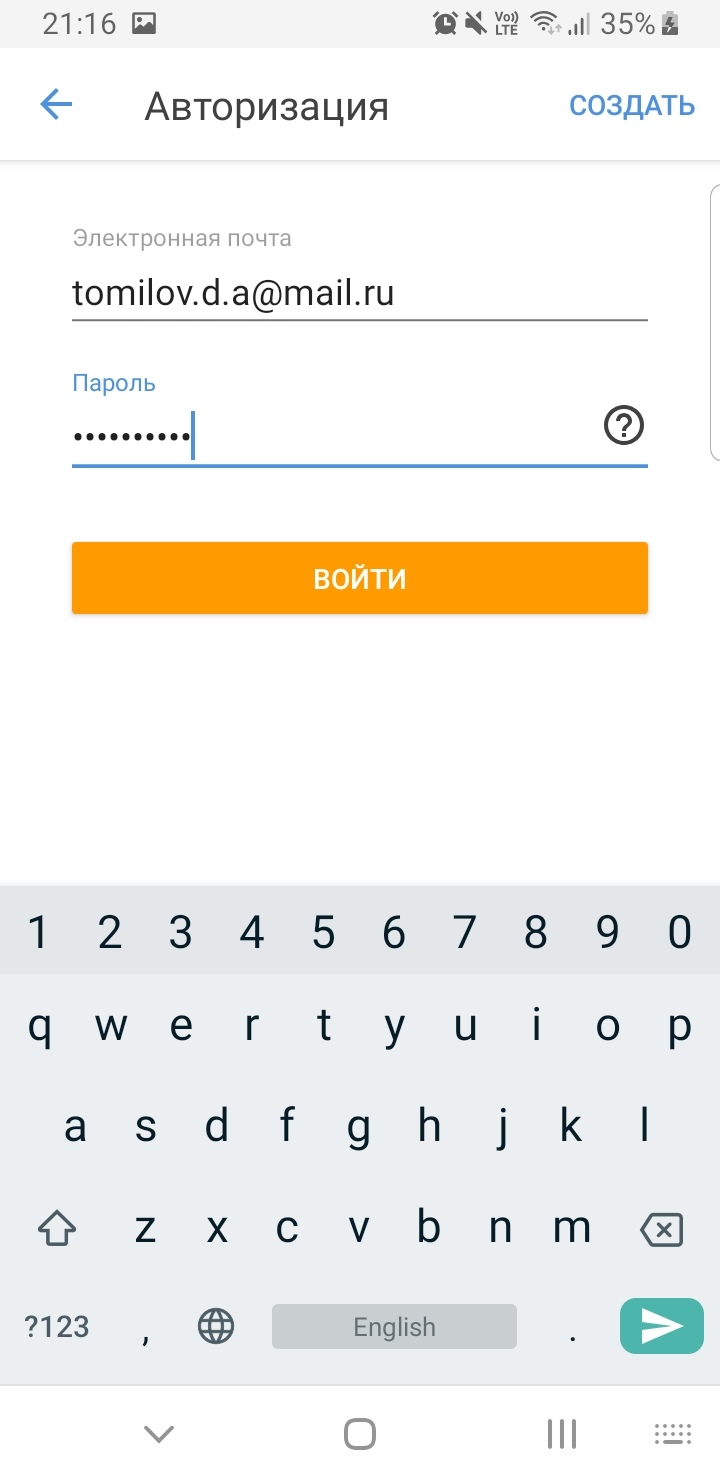 21:16 Vo)) LTE 35%
Авторизация СОЗДАТЬ
Электронная почта
tomilov.d.a@mail.ru
Пароль
••••••••••
ВОЙТИ
1 2 3 4 5 6 7 8 9 0
q w e r t y u i o p
a s d f g h j k l
z x c v b n m
?123 , English .